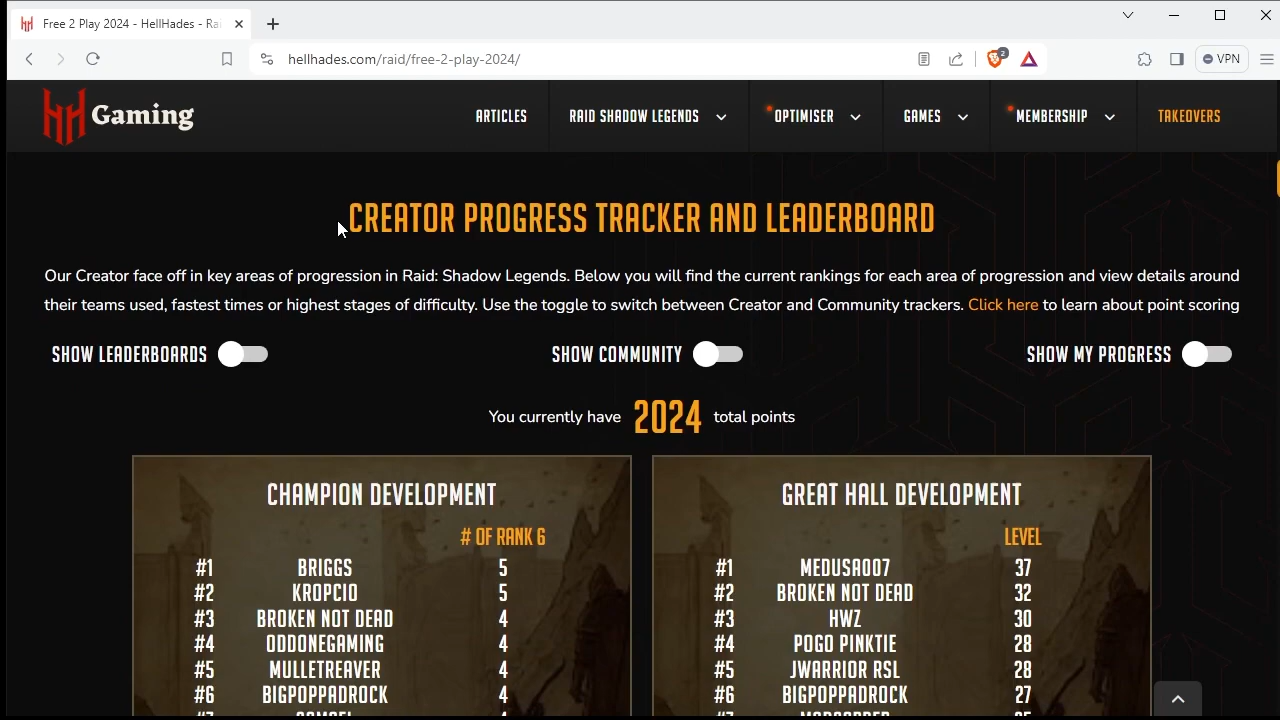 Free 2 Play 2024 - HellHades - Ra
hellhades.com/raid/free-2-play-2024/
2
VPN
Gaming
ARTICLES
RAID SHADOW LEGENDS
OPTIMISER
GAMES
MEMBERSHIP
TAKEOVERS
CREATOR PROGRESS TRACKER AND LEADERBOARD
Our Creator face off in key areas of progression in Raid: Shadow Legends. Below you will find the current rankings for each area of progression and view details around
their teams used, fastest times or highest stages of difficulty. Use the toggle to switch between Creator and Community trackers. Click here to learn about point scoring
SHOW LEADERBOARDS
SHOW COMMUNITY
SHOW MY PROGRESS
You currently have 2024 total points
CHAMPION DEVELOPMENT
# OF RANK 6
#1 BRIGGS 5
#2 KROPCIO 5
#3 BROKEN NOT DEAD 4
#4 ODDONEGAMING 4
#5 MULLETREAVER 4
#6 BIGPOPPADROCK 4
GREAT HALL DEVELOPMENT
LEVEL
#1 MEDUSA007 37
#2 BROKEN NOT DEAD 32
#3 HWZ 30
#4 POGO PINKTIE 28
#5 JWARRIOR RSL 28
#6 BIGPOPPADROCK 27